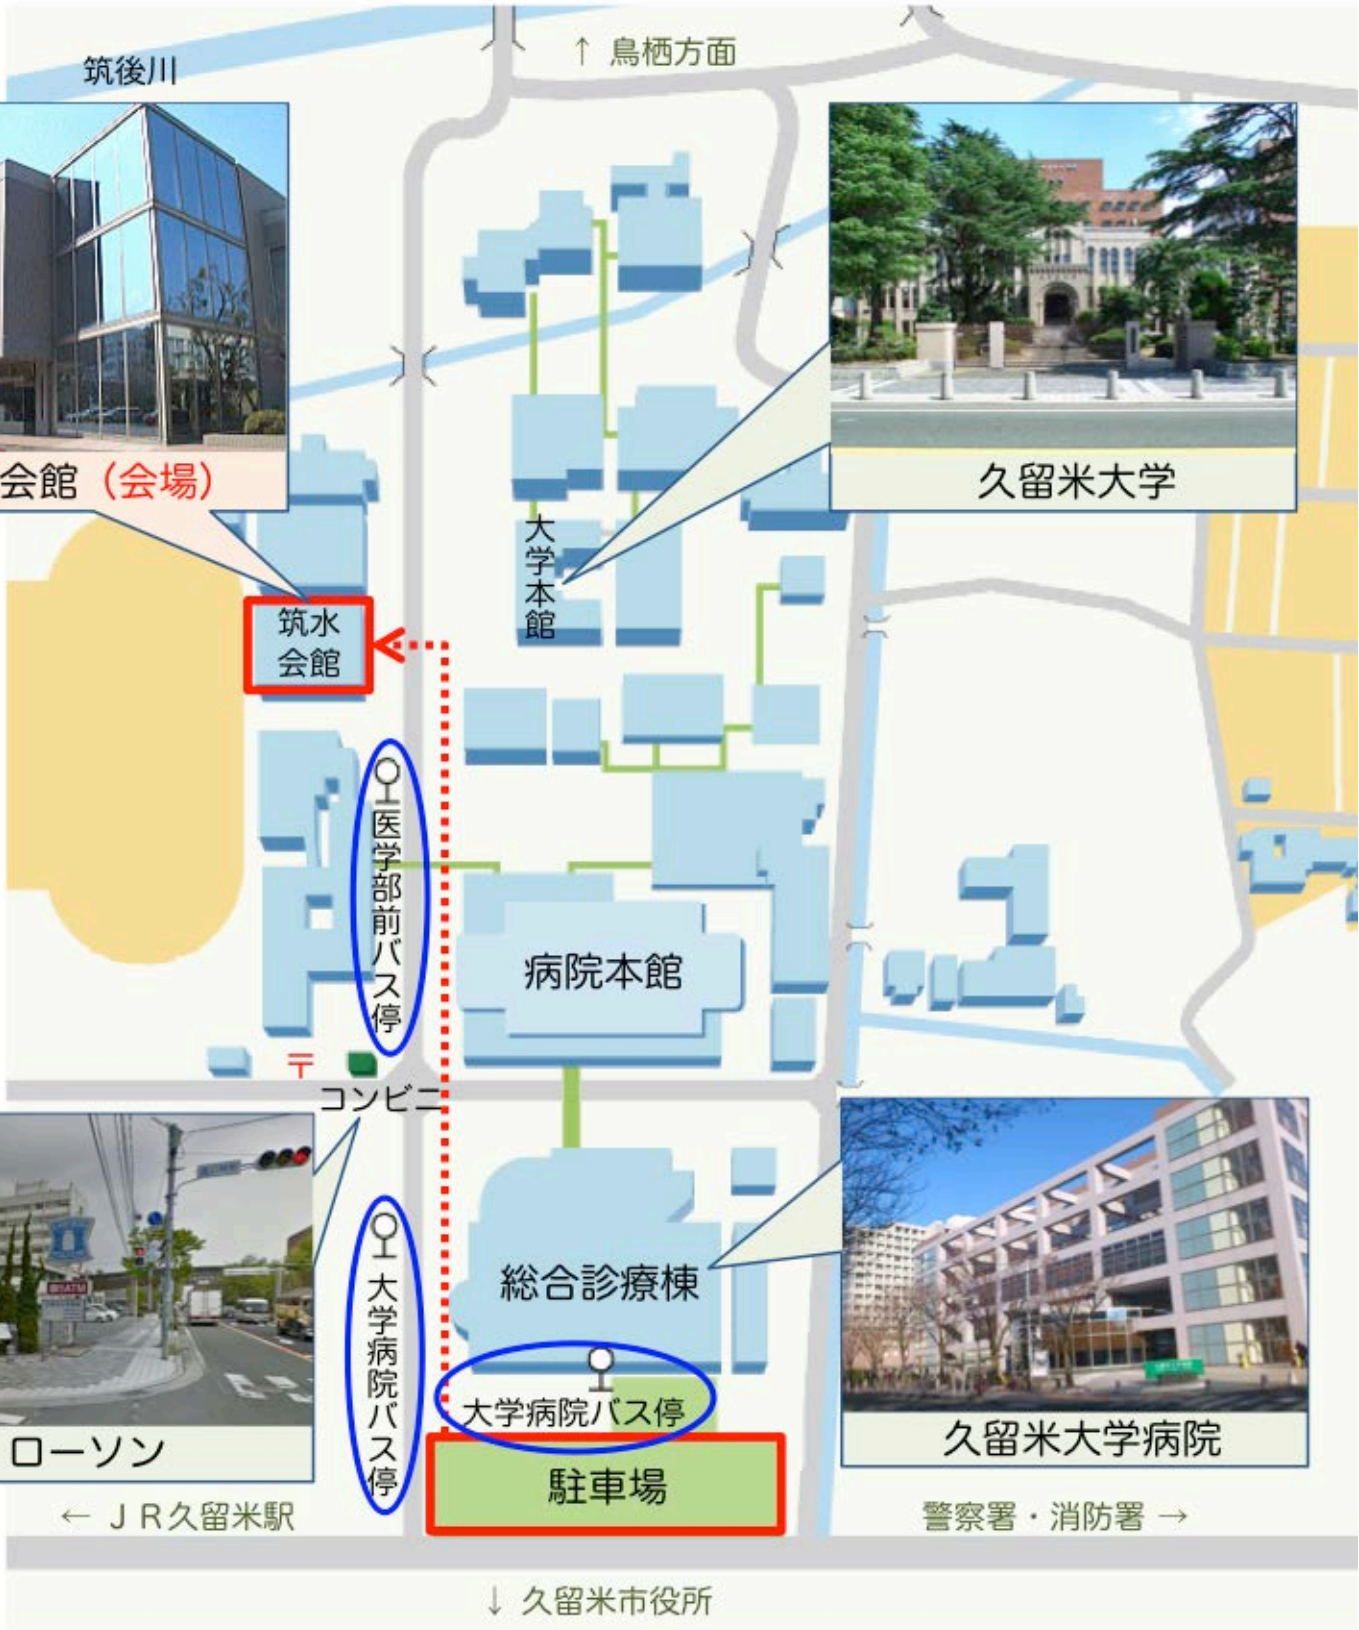 ↑ 鳥栖方面
筑後川
会館（会場）
久留米大学
大学本館
筑水
会館
医学部前バス停
病院本館
〒
コンビニ
総合診療棟
大学病院バス停
大学病院バス停
ローソン
駐車場
久留米大学病院
← ＪＲ久留米駅
警察署・消防署 →
↓ 久留米市役所